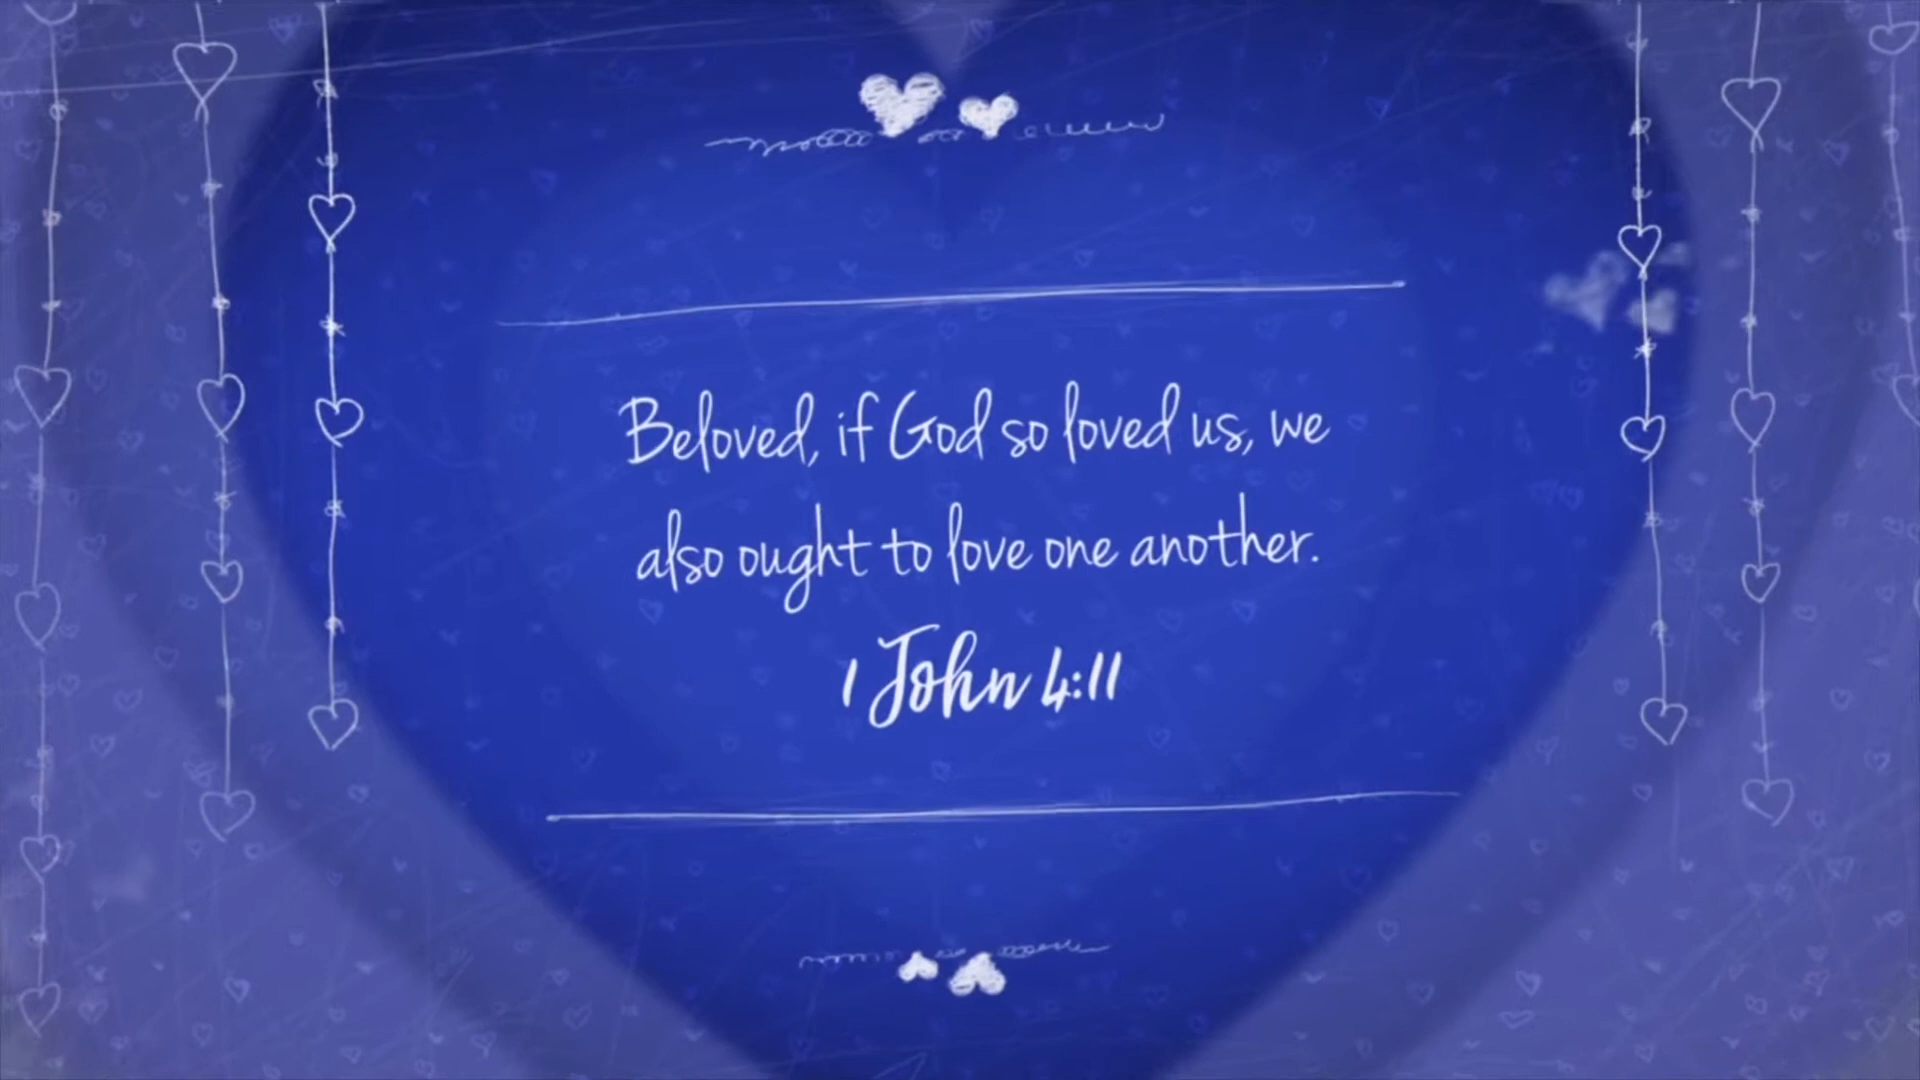 Beloved, if God so loved us, we
also ought to love one another.
1 John 4:11